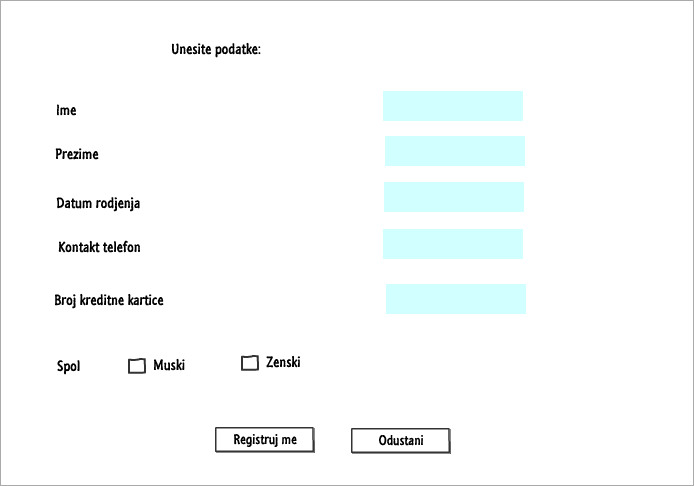 Unesite podatke:
Ime
Prezime
Datum rodjenja
Kontakt telefon
Broj kreditne kartice
Spol Muski Zenski
Registruj me Odustani